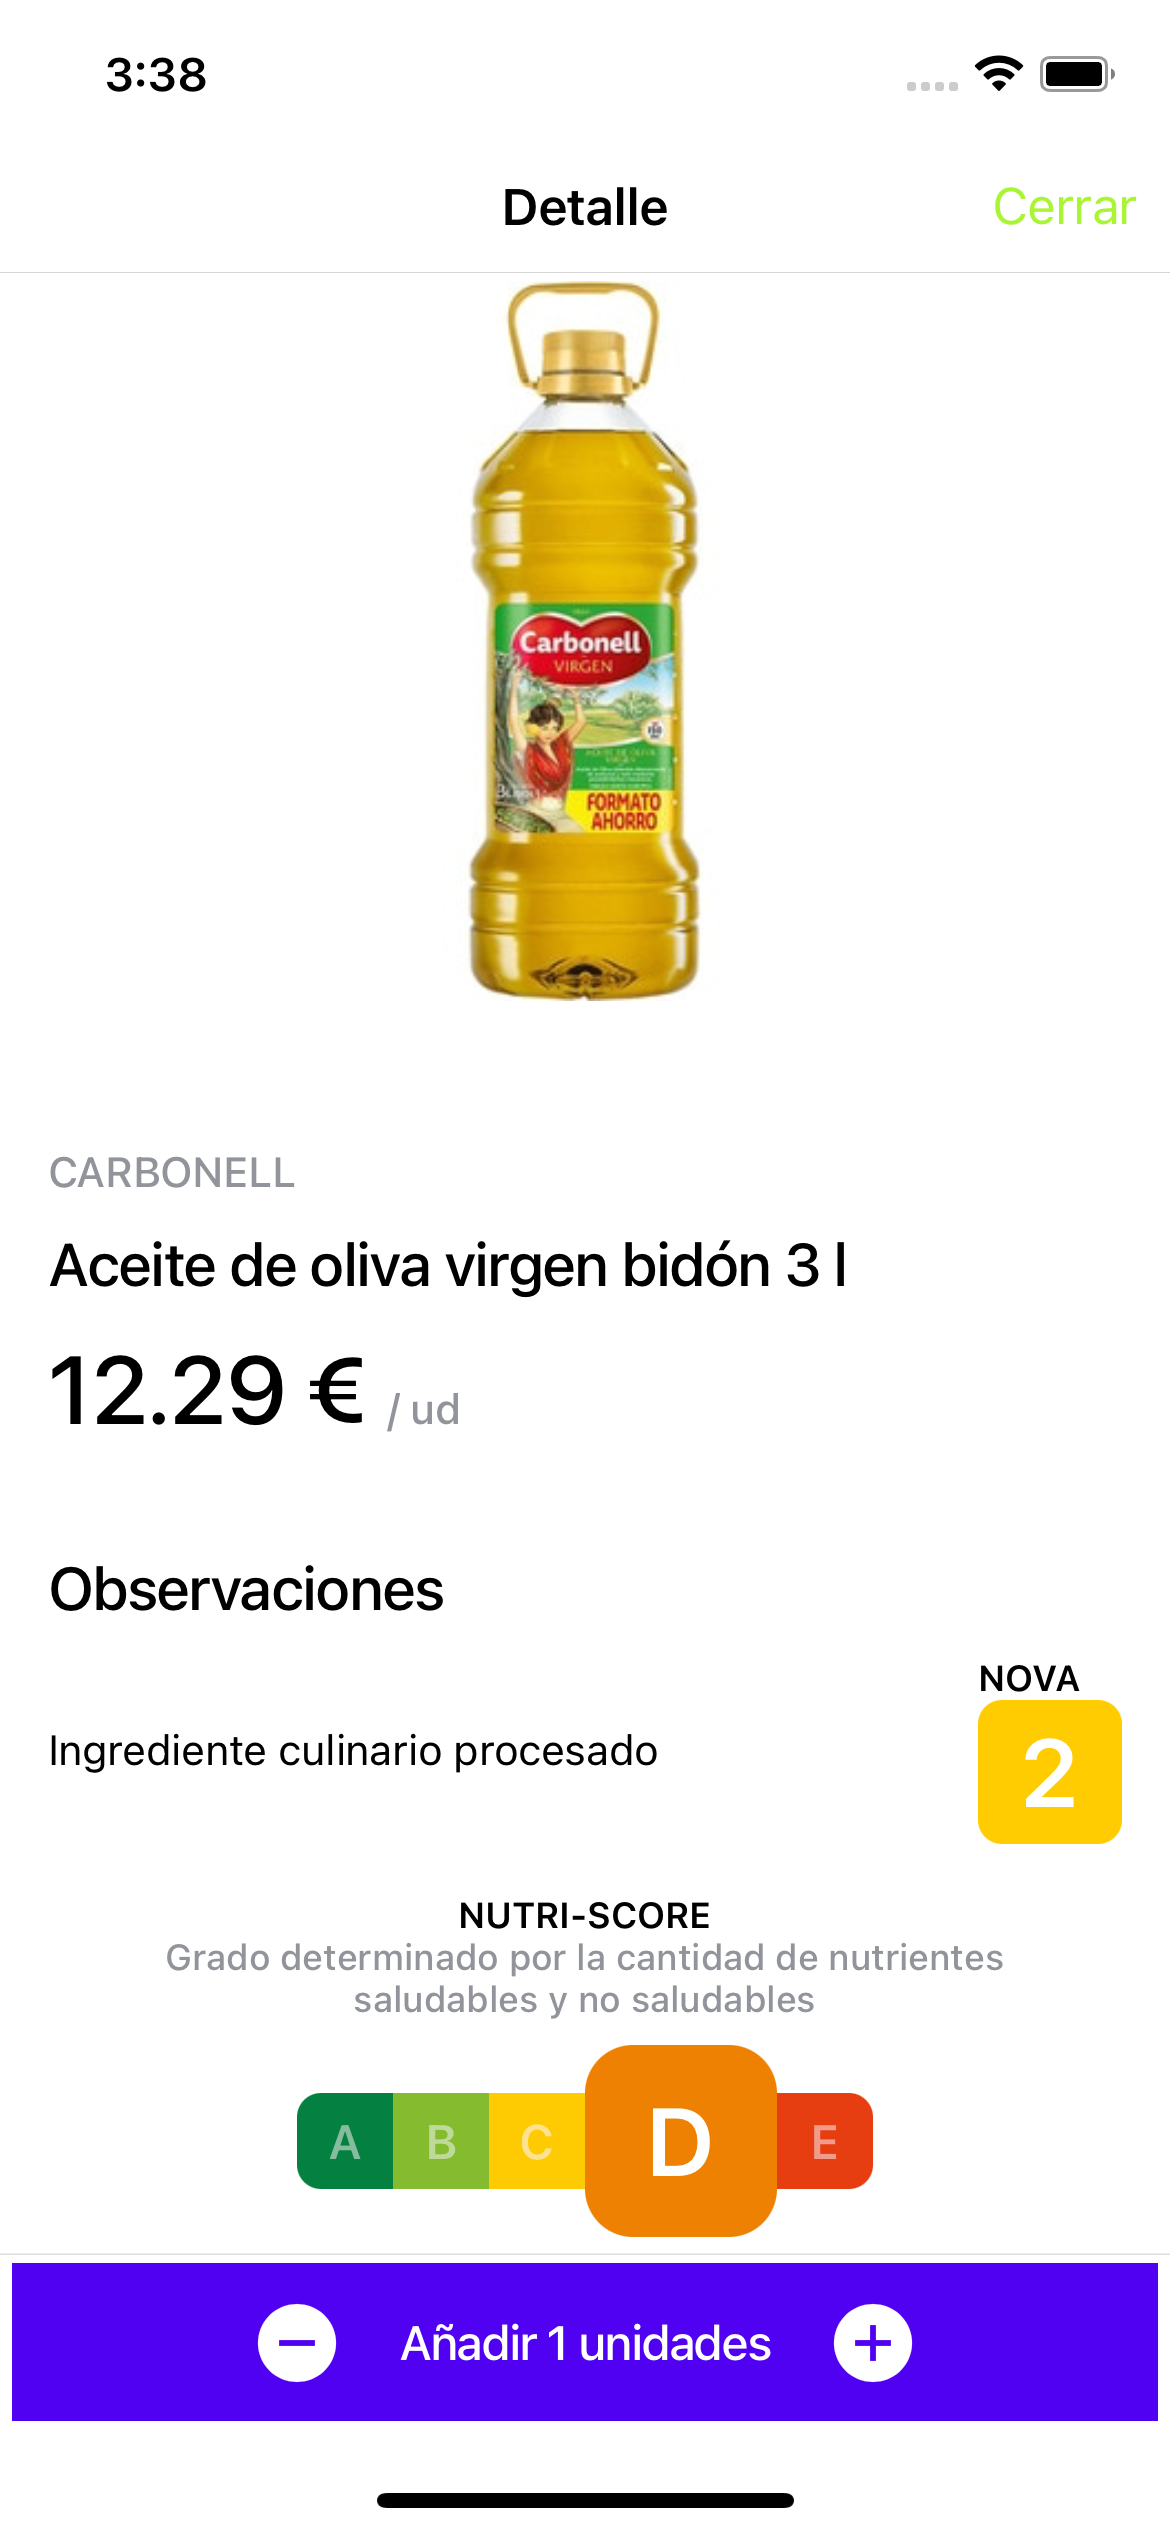 3:38
Detalle
Cerrar
Carbonell
VIRGEN
FORMATO
AHORRO
CARBONELL
Aceite de oliva virgen bidón 3 l
12.29 € / ud
Observaciones
NOVA
Ingrediente culinario procesado
2
NUTRI-SCORE
Grado determinado por la cantidad de nutrientes
saludables y no saludables
A B C D E
Añadir 1 unidades